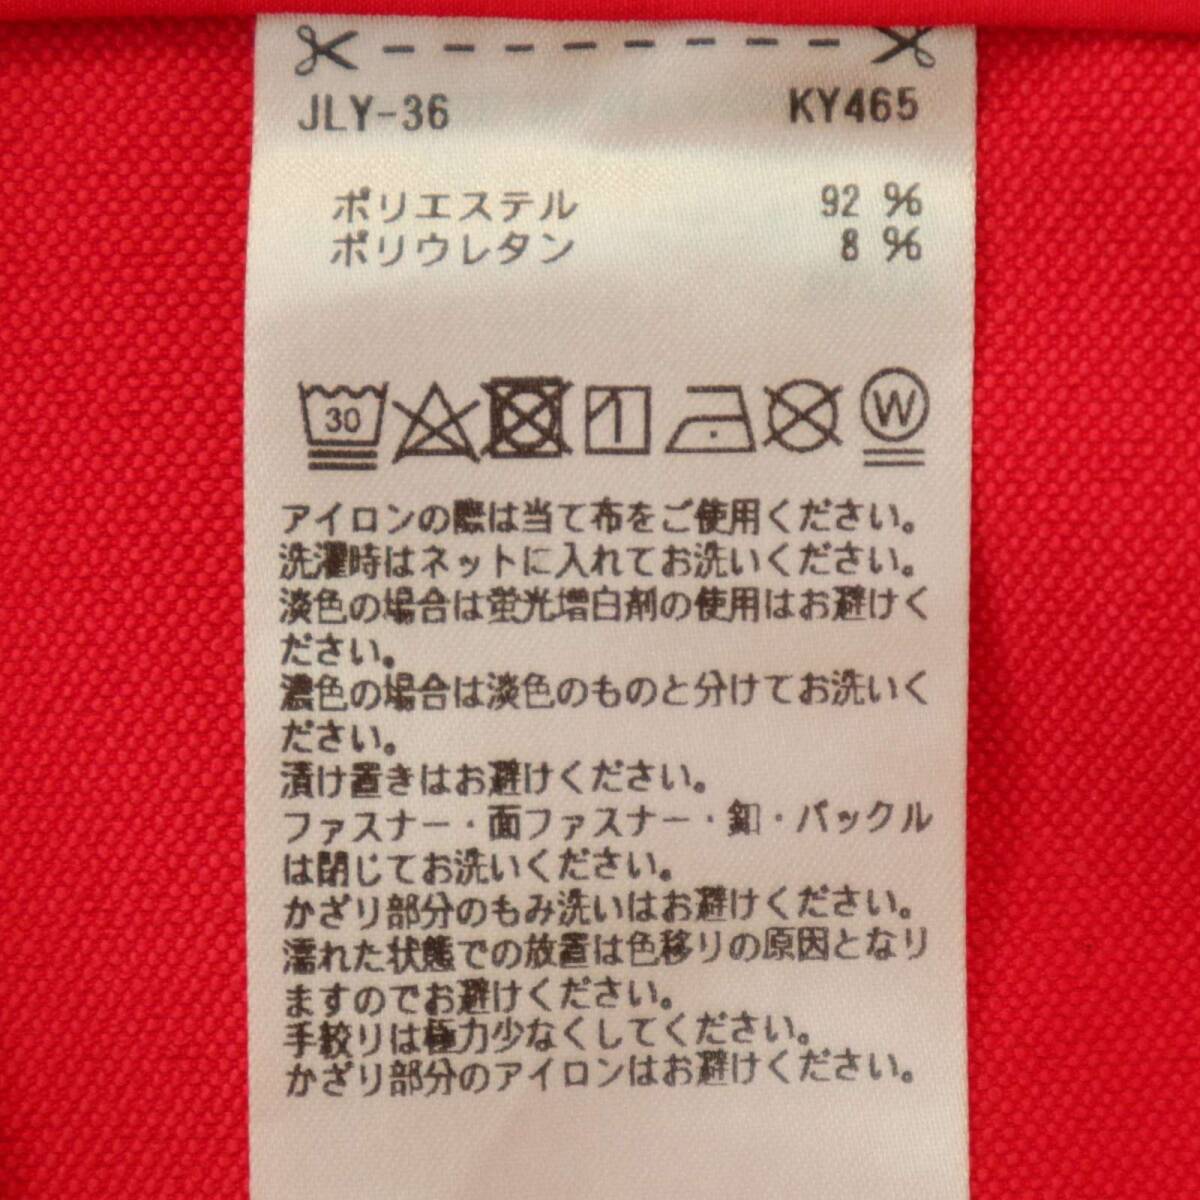 JLY-36 KY465
ポリエステル 92 %
ポリウレタン 8 %
30 1 W
アイロンの際は当て布をご使用ください。
洗濯時はネットに入れてお洗いください。
淡色の場合は蛍光増白剤の使用はお避けく
ださい。
濃色の場合は淡色のものと分けてお洗いく
ださい。
漬け置きはお避けください。
ファスナー・面ファスナー・釦・バックル
は閉じてお洗いください。
かざり部分のもみ洗いはお避けください。
濡れた状態での放置は色移りの原因となり
ますのでお避けください。
手絞りは極力少なくしてください。
かざり部分のアイロンはお避けください。